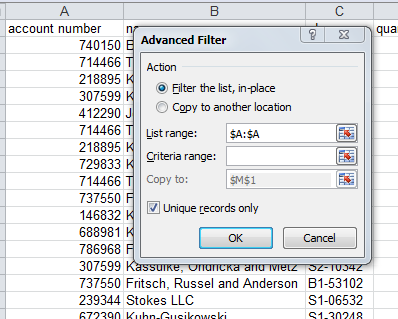 A B C
account number
740150
714466
218895
307599
412290
714466
218895
729833
714466
737550
146832
688981
786968
307599 Kassulke, Ondricka and Metz S2-10342
737550 Fritsch, Russel and Anderson B1-53102
239344 Stokes LLC S1-06532
672390 Kuhn-Gusikowski S1-30248
Advanced Filter
Action
Filter the list, in-place
Copy to another location
List range: $A:$A
Criteria range:
Copy to: $M$1
Unique records only
OK Cancel